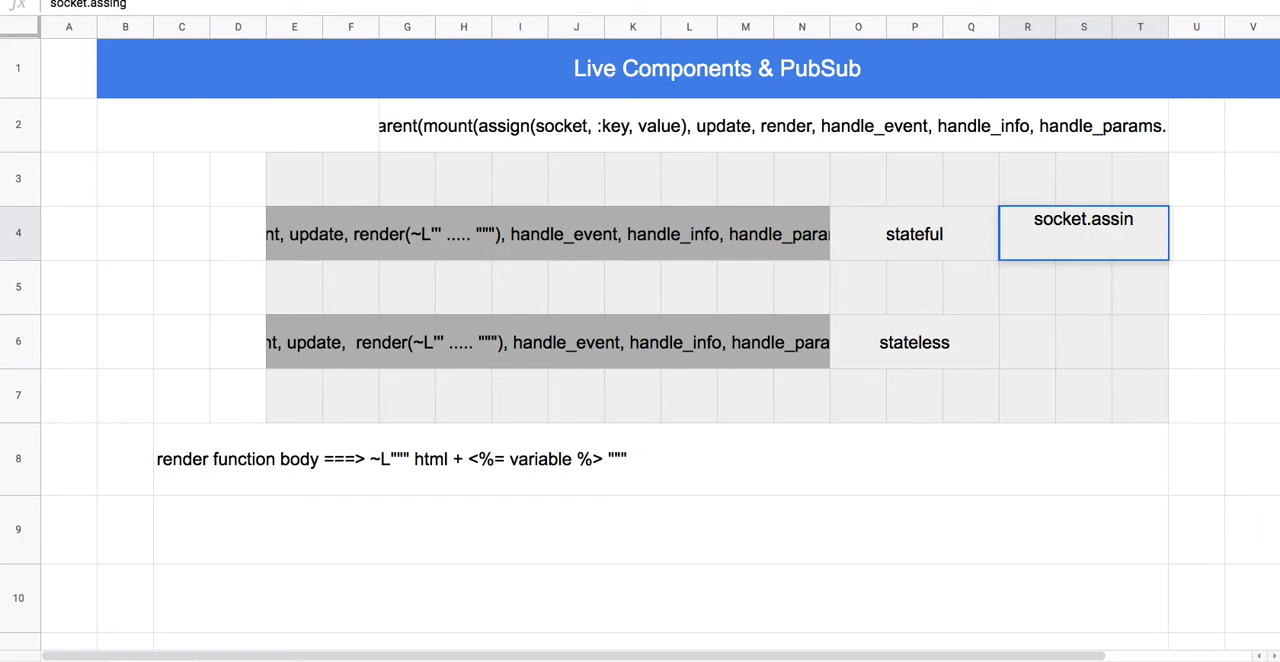 socket.assing
A B C D E F G H I J K L M N O P Q R S T U V
1 Live Components & PubSub
2 arent(mount(assign(socket, :key, value), update, render, handle_event, handle_info, handle_params.
3
4 nt, update, render(~L"' ..... """), handle_event, handle_info, handle_para stateful socket.assin
5
6 nt, update, render(~L"' ..... """), handle_event, handle_info, handle_para stateless
7
8 render function body ===> ~L""" html + <%= variable %> """
9
10